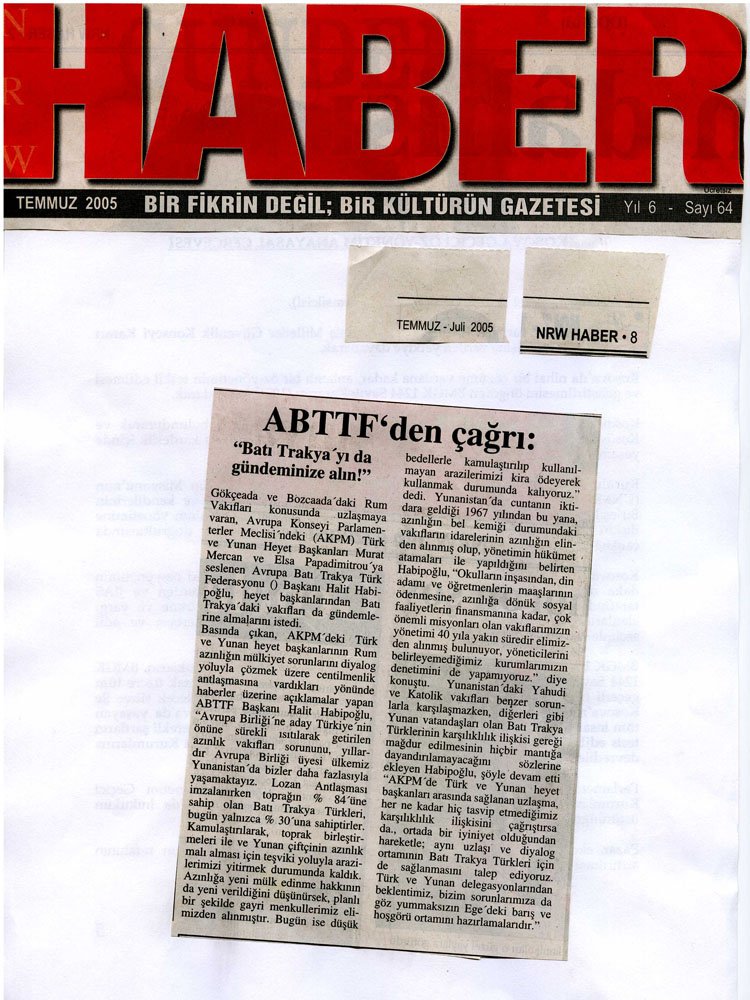 NRW
HABER
Ücretsiz
TEMMUZ 2005 BİR FİKRİN DEĞİL; BİR KÜLTÜRÜN GAZETESİ Yıl 6 - Sayı 64
TEMMUZ - Juli 2005
NRW HABER • 8
ABTTF‘den çağrı:
“Batı Trakya´yı da
gündeminize alın!”
Gökçeada ve Bozcaada´daki Rum
Vakıfları konusunda uzlaşmaya
varan, Avrupa Konseyi Parlamen-
terler Meclisi´ndeki (AKPM) Türk
ve Yunan Heyet Başkanları Murat
Mercan ve Elsa Papadimitrou´ya
seslenen Avrupa Batı Trakya Türk
Federasyonu () Başkanı Halit Habi-
poğlu, heyet başkanlarından Batı
Trakya´daki vakıfları da gündemle-
rine almalarını istedi.
Basında çıkan, AKPM´deki Türk
ve Yunan heyet başkanlarının Rum
azınlığın mülkiyet sorunlarını diyalog
yoluyla çözmek üzere centilmenlik
antlaşmasına vardıkları yönünde
haberler üzerine açıklamalar yapan
ABTTF Başkanı Halit Habipoğlu,
“Avrupa Birliği´ne aday Türkiye´nin
önüne sürekli ısıtılarak getirilen
azınlık vakıfları sorununu, yıllar-
dır Avrupa Birliği üyesi ülkemiz
Yunanistan´da bizler daha fazlasıyla
yaşamaktayız. Lozan Antlaşması
imzalanırken toprağın % 84´üne
sahip olan Batı Trakya Türkleri,
bugün yalnızca % 30´una sahiptirler.
Kamulaştırılarak, toprak birleştir-
meleri ile ve Yunan çiftçinin azınlık
malı alması için teşviki yoluyla arazi-
lerimizi yitirmek durumunda kaldık.
Azınlığa yeni mülk edinme hakkının
da yeni verildiğini düşünürsek, planlı
bir şekilde gayri menkullerimiz eli-
mizden alınmıştır. Bugün ise düşük
bedellerle kamulaştırılıp kullanıl-
mayan arazilerimizi kira ödeyerek
kullanmak durumunda kalıyoruz.”
dedi. Yunanistan´da cuntanın ikti-
dara geldiği 1967 yılından bu yana,
azınlığın bel kemiği durumundaki
vakıfların idarelerinin azınlığın elin-
den alınmış olup, yönetimin hükümet
atamaları ile yapıldığını belirten
Habipoğlu, “Okulların inşasından, din
adamı ve öğretmenlerin maaşlarının
ödenmesine, azınlığa dönük sosyal
faaliyetlerin finansmanına kadar, çok
önemli misyonları olan vakıflarımızın
yönetimi 40 yıla yakın süredir elimiz-
den alınmış bulunuyor, yöneticilerini
belirleyemediğimiz kurumlarımızın
denetimini de yapamıyoruz.” diye
konuştu. Yunanistan´daki Yahudi
ve Katolik vakıfları benzer sorun-
larla karşılaşmazken, diğerleri gibi
Yunan vatandaşları olan Batı Trakya
Türklerinin karşılıklılık ilişkisi gereği
mağdur edilmesinin hiçbir mantığa
dayandırılamayacağını sözlerine
ekleyen Habipoğlu, şöyle devam etti
“AKPM´de Türk ve Yunan heyet
başkanları arasında sağlanan uzlaşma,
her ne kadar hiç tasvip etmediğimiz
karşılıklılık ilişkisini çağrıştırsa
da., ortada bir iyiniyet olduğundan
hareketle; aynı uzlaşı ve diyalog
ortamının Batı Trakya Türkleri için
de sağlanmasını talep ediyoruz.
Türk ve Yunan delegasyonlarından
beklentimiz, bizim sorunlarımıza da
göz yummaksızın Ege´deki barış ve
hoşgörü ortamını hazırlamalarıdır.”